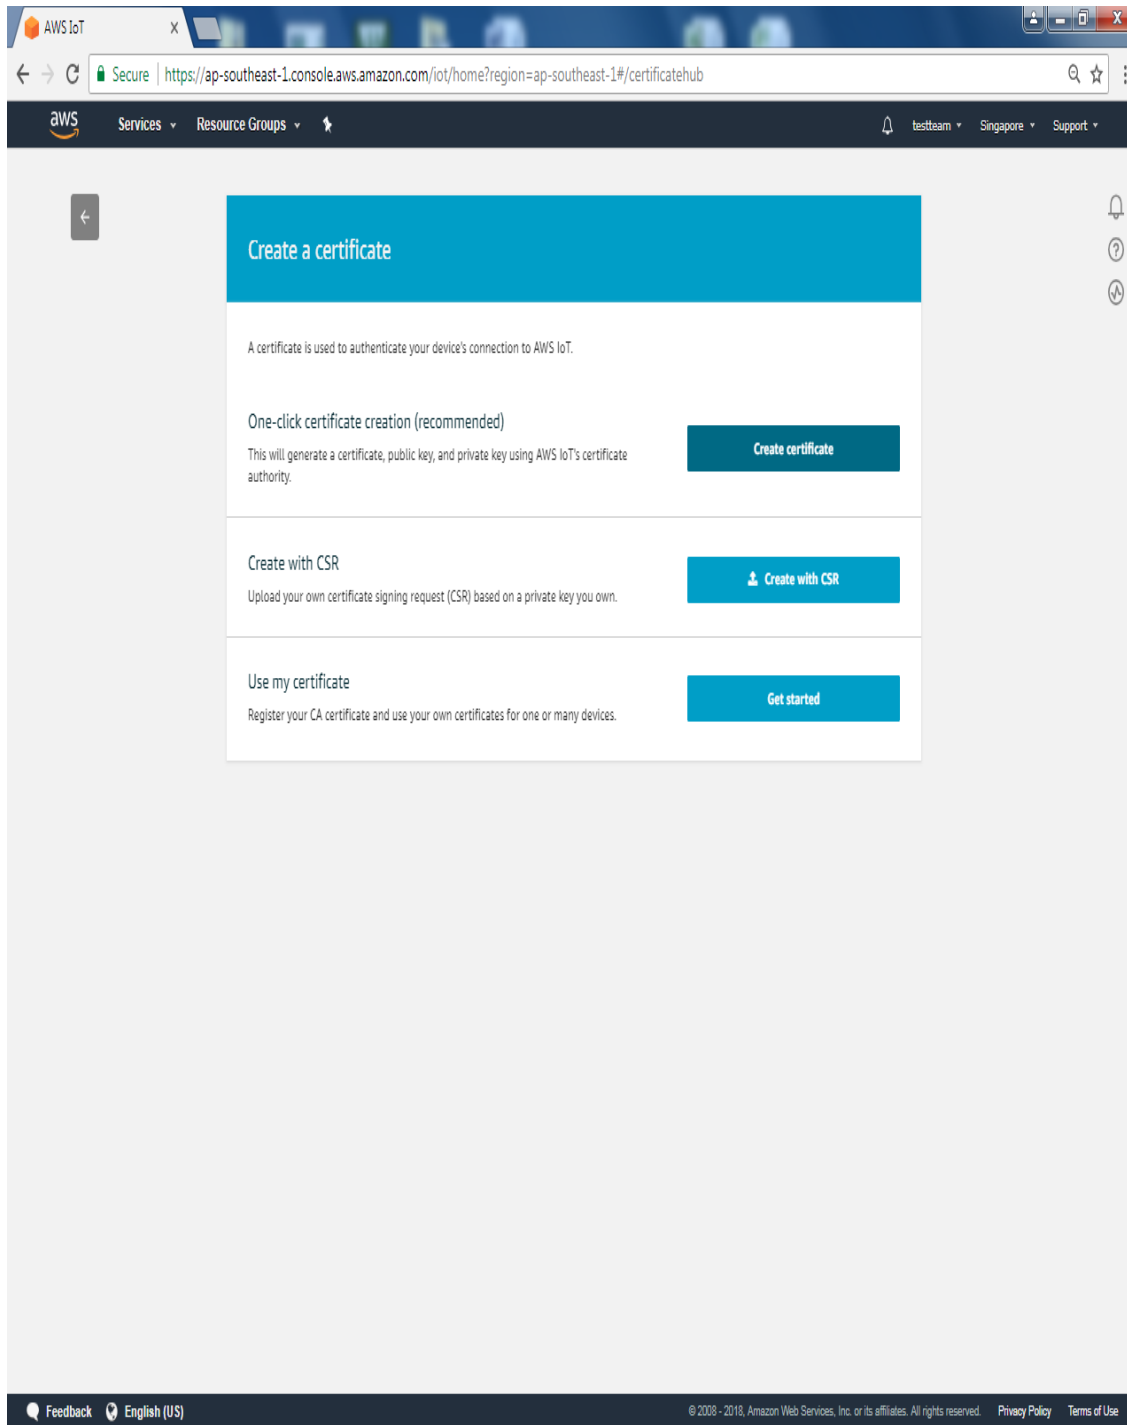 AWS IoT
Secure https://ap-southeast-1.console.aws.amazon.com/iot/home?region=ap-southeast-1#/certificatehub
aws Services Resource Groups testteam Singapore Support
Create a certificate
A certificate is used to authenticate your device's connection to AWS IoT.
One-click certificate creation (recommended)
This will generate a certificate, public key, and private key using AWS IoT's certificate
authority.
Create certificate
Create with CSR
Upload your own certificate signing request (CSR) based on a private key you own.
Create with CSR
Use my certificate
Register your CA certificate and use your own certificates for one or many devices.
Get started
Feedback English (US) © 2008 - 2018, Amazon Web Services, Inc. or its affiliates. All rights reserved. Privacy Policy Terms of Use